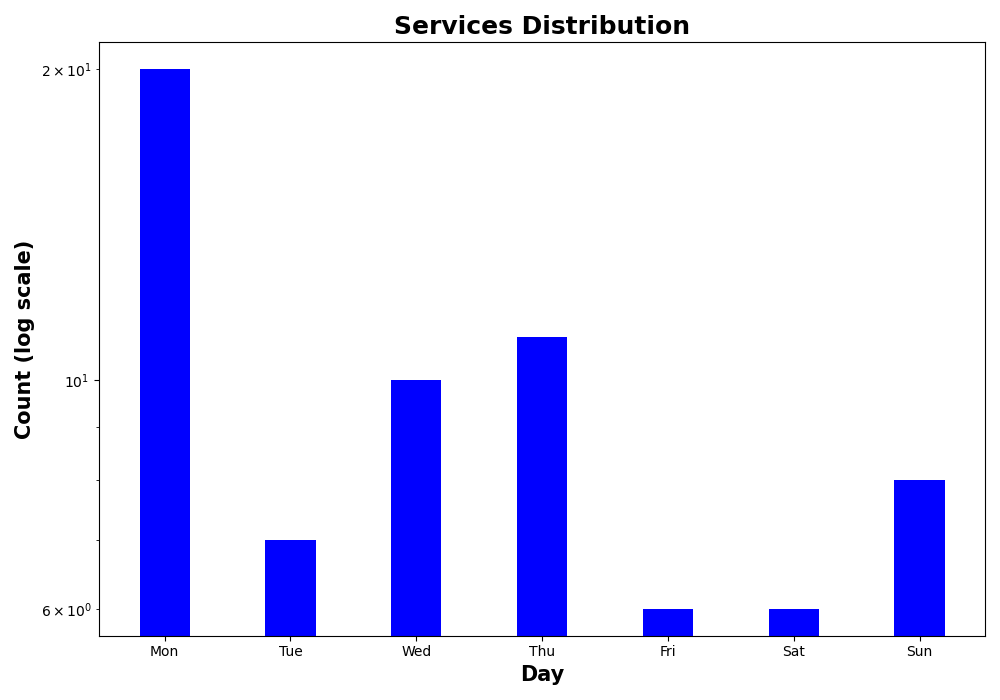 Services Distribution
Count (log scale)
2 × 10¹
10¹
6 × 10⁰
Mon Tue Wed Thu Fri Sat Sun
Day